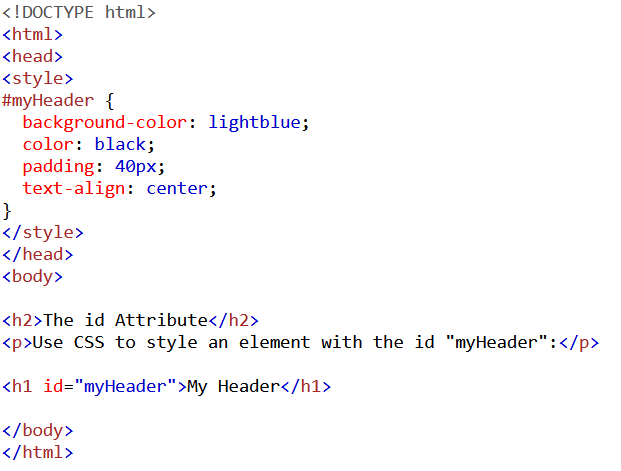 <!DOCTYPE html>
<html>
<head>
<style>
#myHeader {
  background-color: lightblue;
  color: black;
  padding: 40px;
  text-align: center;
}
</style>
</head>
<body>

<h2>The id Attribute</h2>
<p>Use CSS to style an element with the id "myHeader":</p>

<h1 id="myHeader">My Header</h1>

</body>
</html>